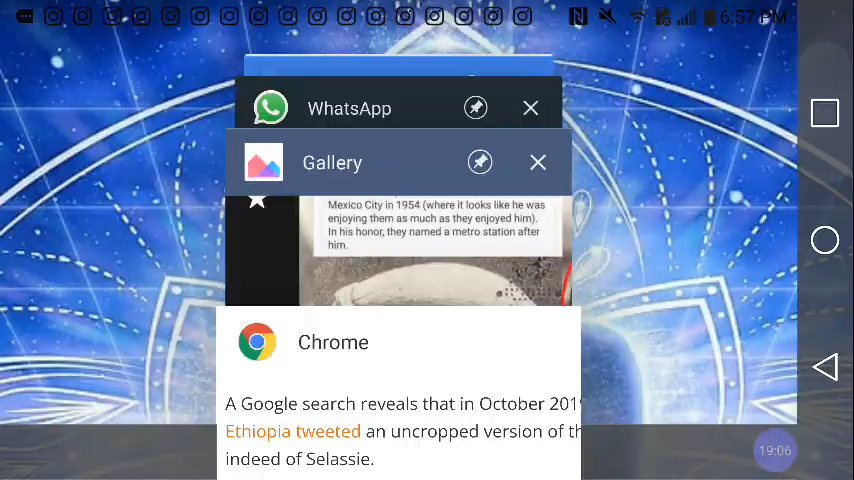 6:57 PM
WhatsApp
Gallery
Mexico City in 1954 (where it looks like he was
enjoying them as much as they enjoyed him).
In his honor, they named a metro station after
him.
Chrome
A Google search reveals that in October 201
Ethiopia tweeted an uncropped version of th
indeed of Selassie.
19:06